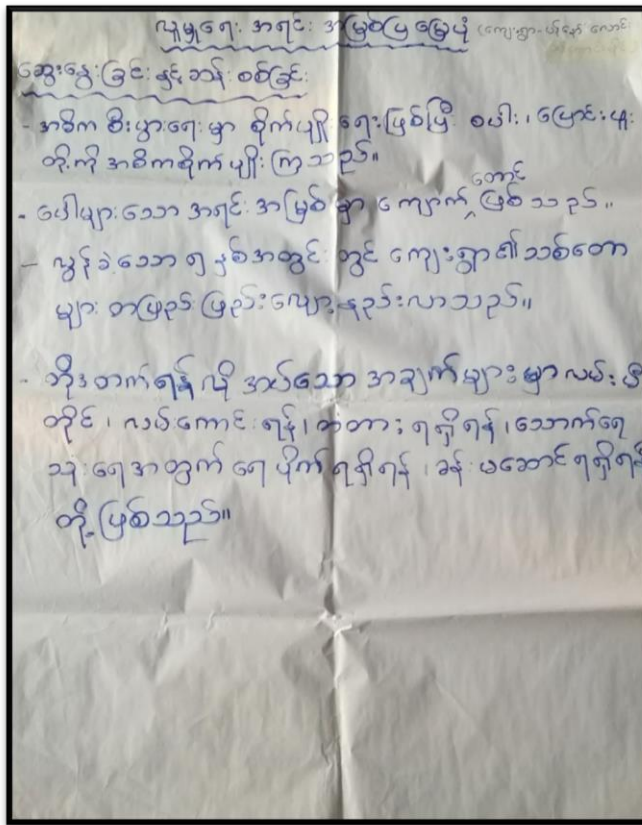 လူမှုရေး အရင်း အမြစ်ပြ မြေပုံ (ကျေးရွာ-
ဆွေးနွေးခြင်း နှင့် ဆန်းစစ်ခြင်း
- အဓိက စီးပွားရေးမှာ စိုက်ပျိုးရေးဖြစ်ပြီး စပါး၊ ပြောင်းဖူး
တို့ကို အဓိကစိုက်ပျိုးကြသည်။
- ပေါများသော အရင်းအမြစ်မှာ ကျောက်တောင်ဖြစ်သည်။
- လွန်ခဲ့သော ၅ နှစ်အတွင်း တွင် ကျေးရွာ၏သစ်တော
များ တဖြည်းဖြည်းလျော့နည်းလာသည်။
- ဘိုးတက်ရန် လို အပ်သော အချက်များမှာ လမ်း မီး
တိုင်၊ လမ်းကောင်းရန်၊ တံတား ရရှိရန်၊ သောက်ရေ
သုံးရေအတွက် ရေပိုက်ရရှိရန်၊ ခန်းမဆောင်ရရှိရန်
တို့ဖြစ်သည်။